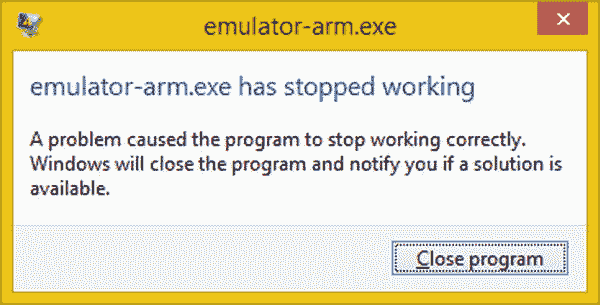 emulator-arm.exe
emulator-arm.exe has stopped working
A problem caused the program to stop working correctly.
Windows will close the program and notify you if a solution is
available.
Close program